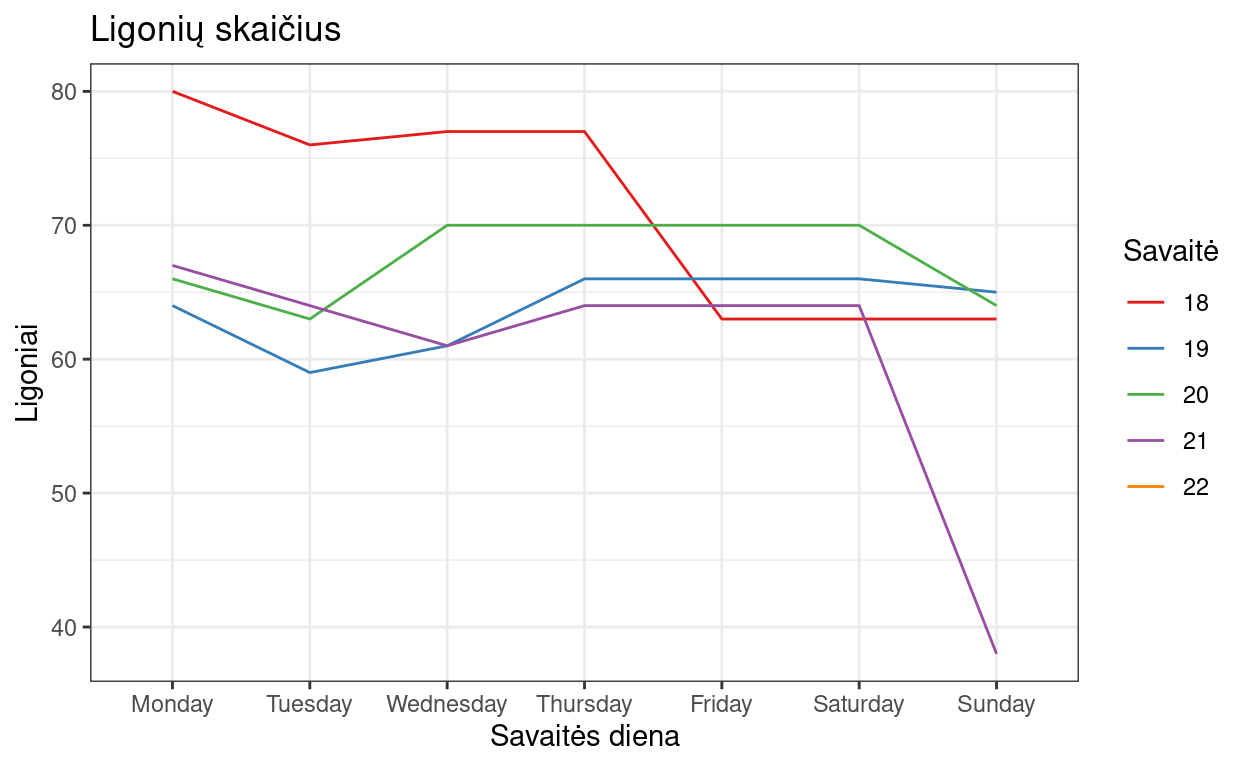 Ligonių skaičius
80
70
60
50
40
Ligoniai
Monday Tuesday Wednesday Thursday Friday Saturday Sunday
Savaitės diena
Savaitė
18
19
20
21
22